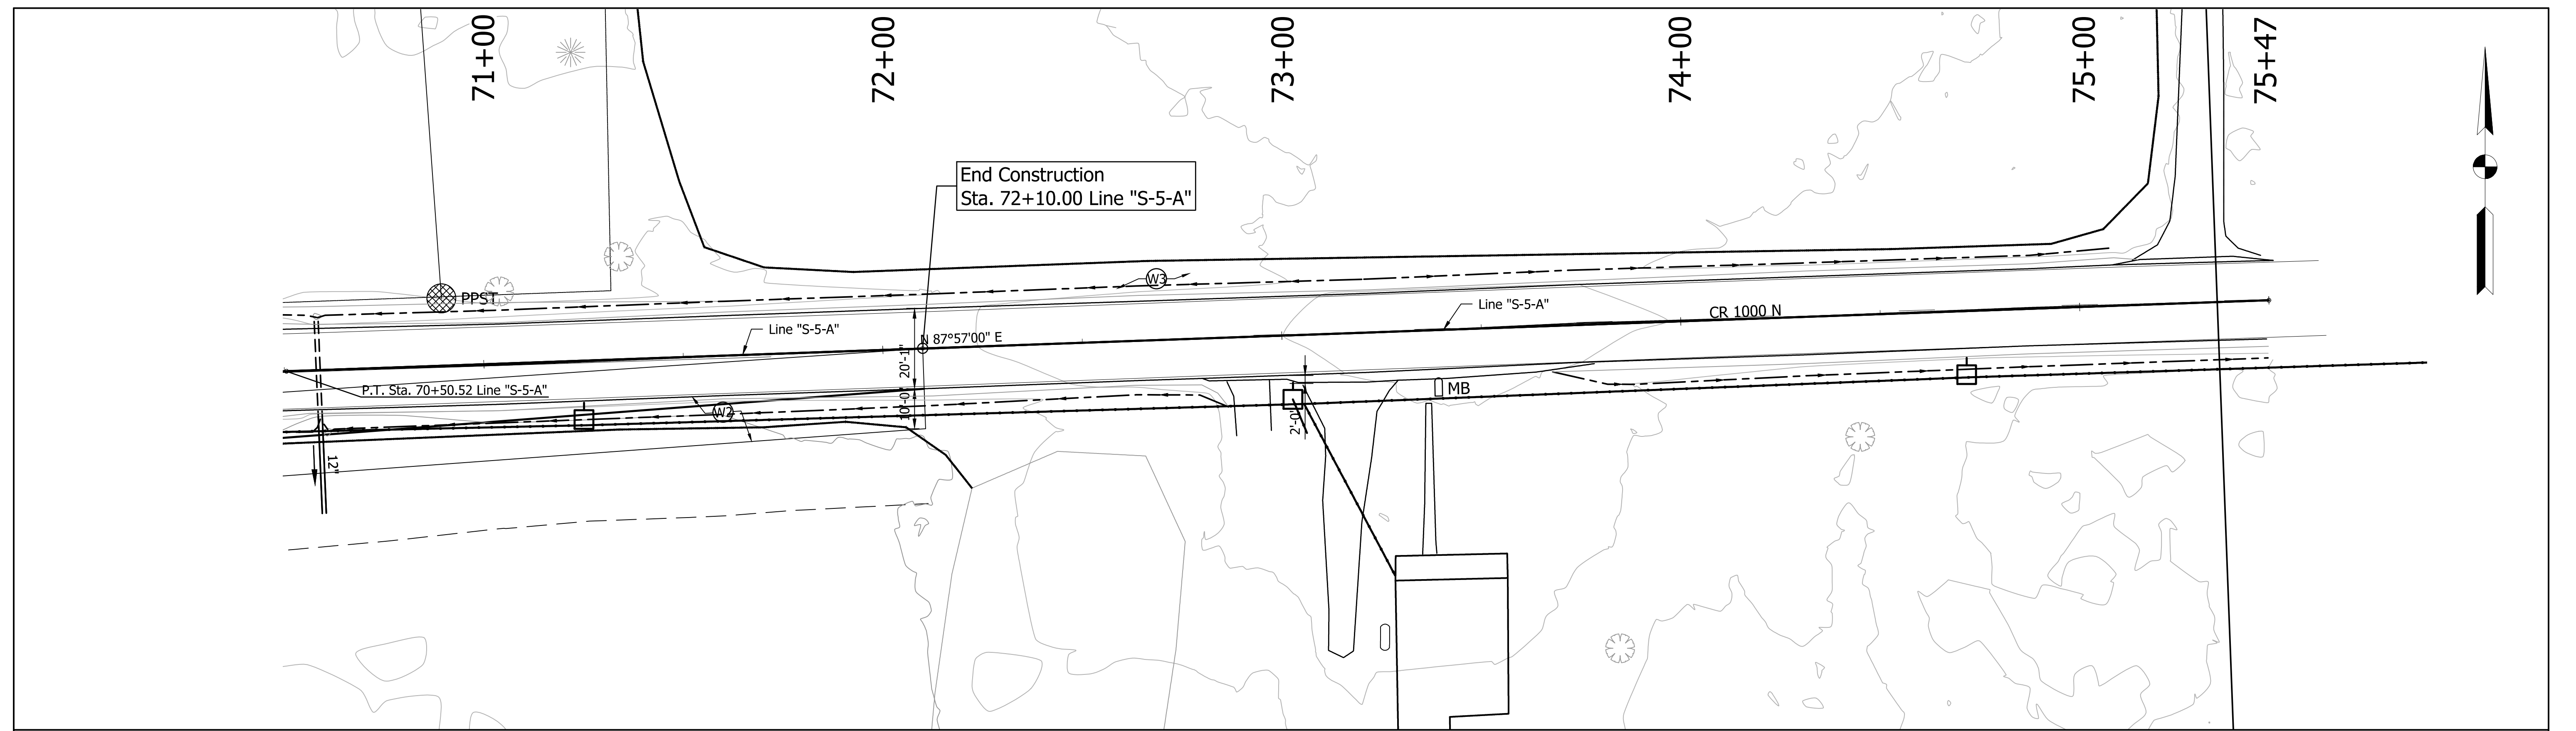 71+00
72+00
73+00
74+00
75+00
75+47
End Construction
Sta. 72+10.00 Line "S-5-A"
W3
PPST
Line "S-5-A"
Line "S-5-A"
CR 1000 N
N 87°57'00" E
20'-1"
P.T. Sta. 70+50.52 Line "S-5-A"
MB
W2
10'-0"
2'-0"
12"